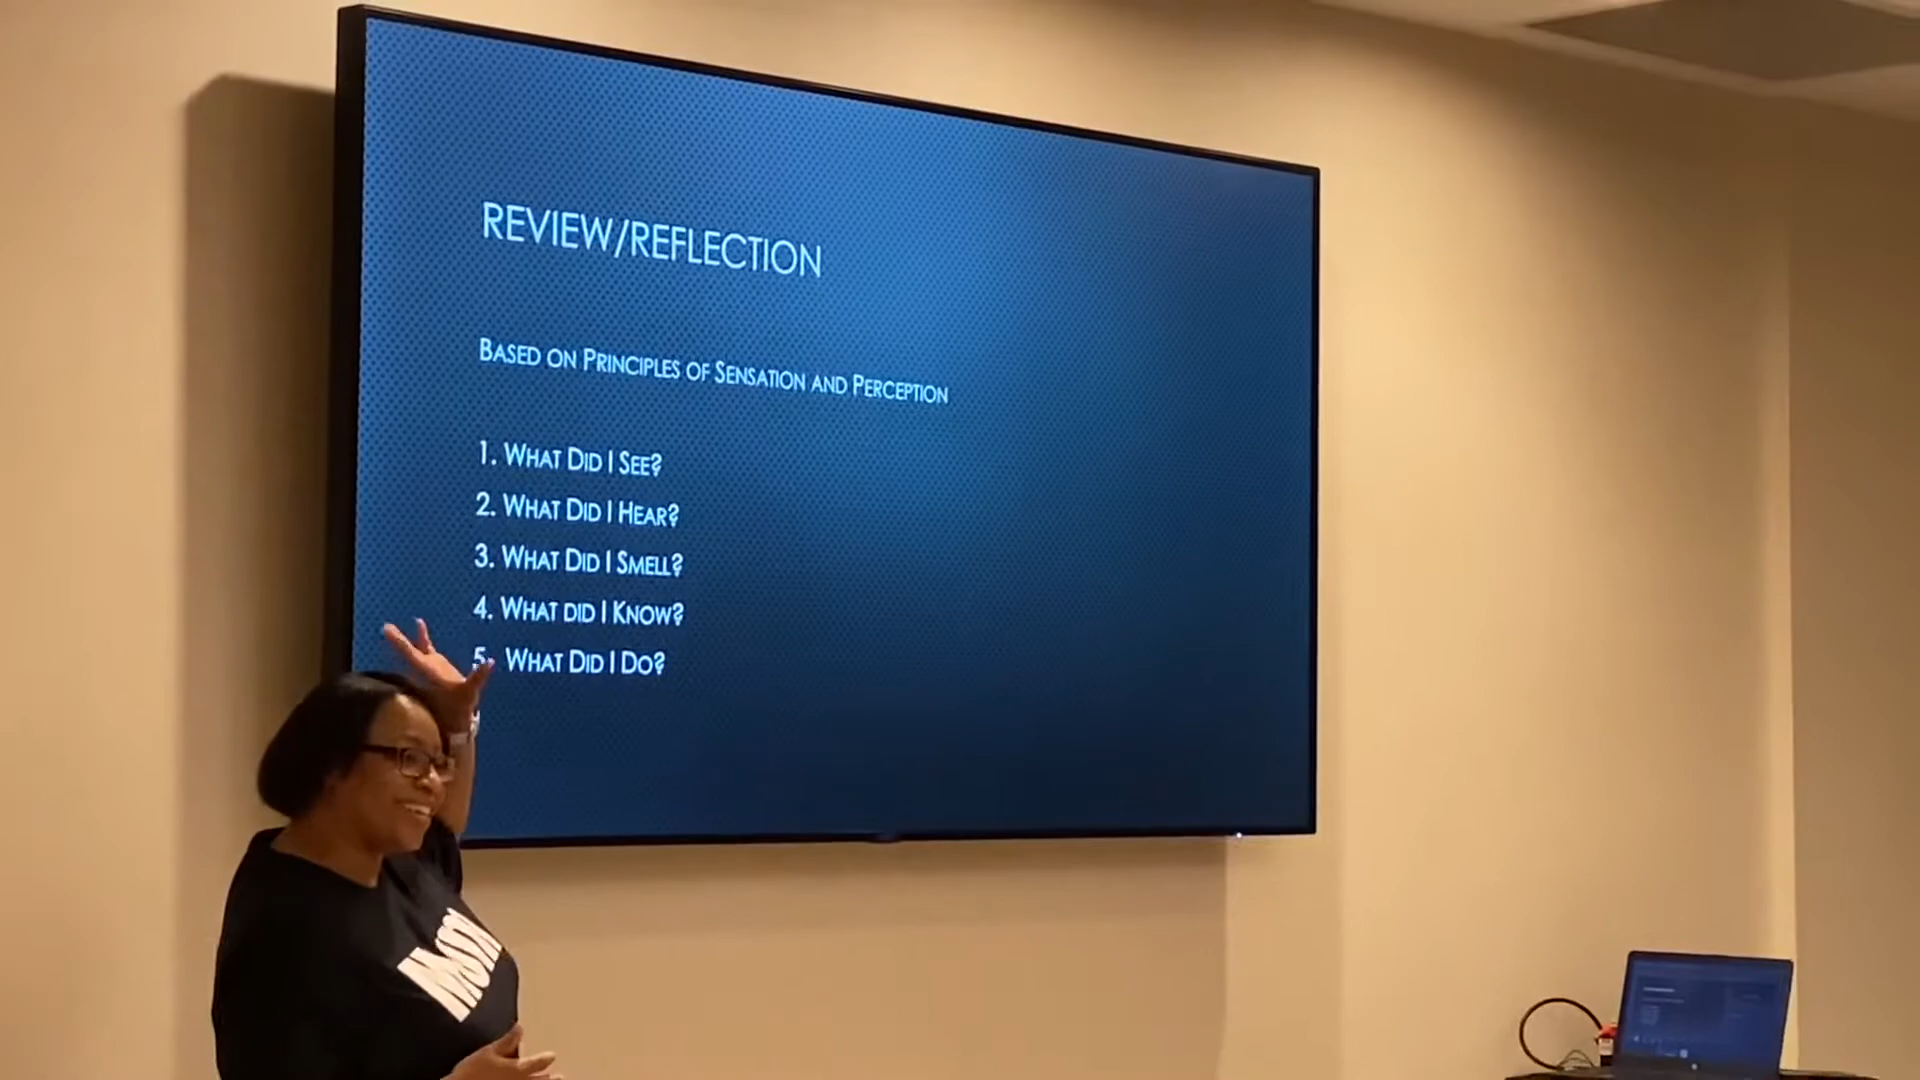 REVIEW/REFLECTION
BASED ON PRINCIPLES OF SENSATION AND PERCEPTION
1. WHAT DID I SEE?
2. WHAT DID I HEAR?
3. WHAT DID I SMELL?
4. WHAT DID I KNOW?
5. WHAT DID I DO?